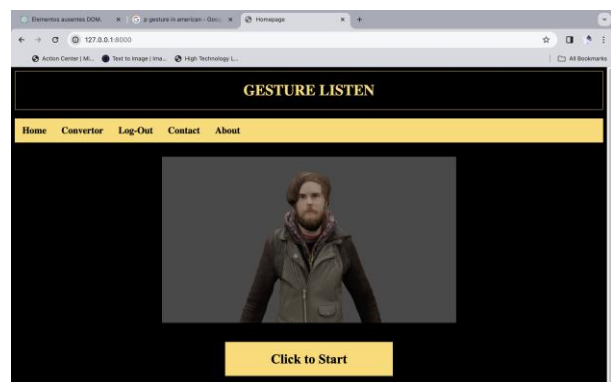 Elementos ausentes DOM.
p gesture in american - Goog
Homepage
127.0.0.1:8000
Action Center | Mi...
Text to Image | Ima...
High Technology L...
All Bookmarks
GESTURE LISTEN
Home Convertor Log-Out Contact About
Click to Start